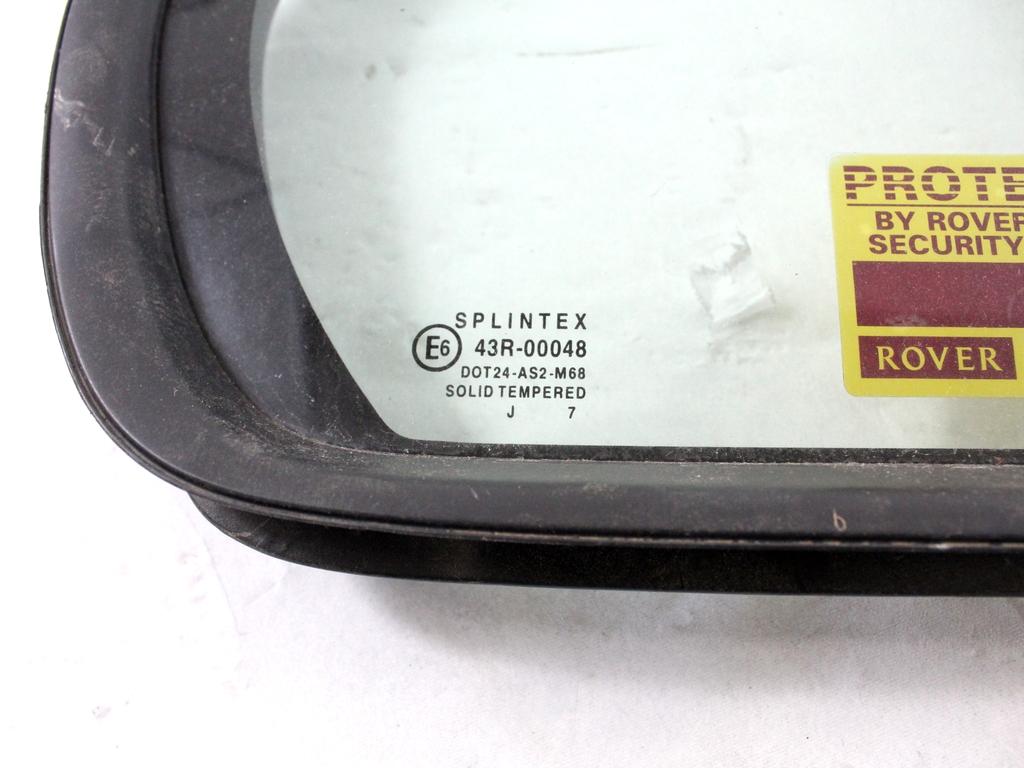 SPLINTEX
E6 43R-00048
DOT24-AS2-M68
SOLID TEMPERED
J 7
PROTE
BY ROVER
SECURITY
ROVER